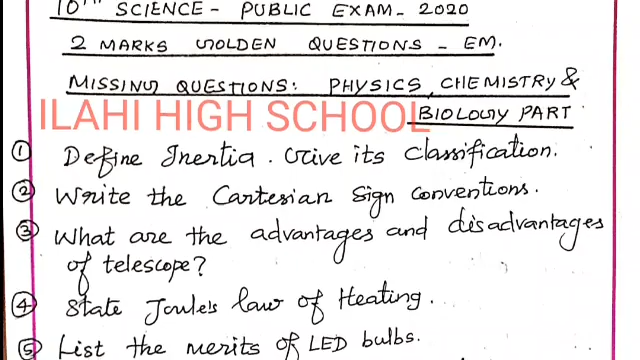 10TH SCIENCE - PUBLIC EXAM - 2020
2 MARKS GOLDEN QUESTIONS - EM.
MISSING QUESTIONS: PHYSICS, CHEMISTRY &
ILAHI HIGH SCHOOL BIOLOGY PART
① Define Inertia. Give its classification.
② Write the Cartesian sign conventions.
③ What are the advantages and disadvantages
of telescope?
④ State Joule's law of Heating.
⑤ List the merits of LED bulbs.